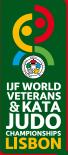 IJF WORLD
VETERANS
& KATA
JUDO
CHAMPIONSHIPS
LISBON